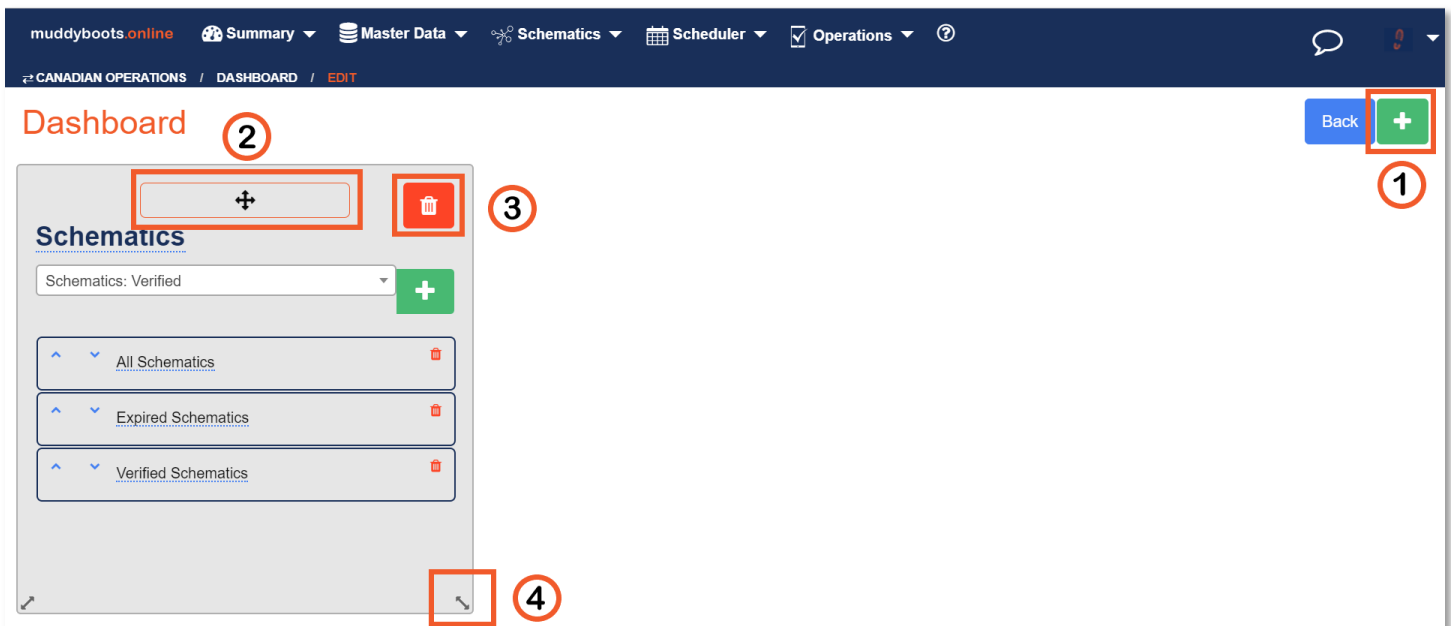 muddyboots.online Summary Master Data Schematics Scheduler Operations ?
CANADIAN OPERATIONS / DASHBOARD / EDIT
Dashboard
2
Back
1
3
Schematics
Schematics: Verified
All Schematics
Expired Schematics
Verified Schematics
4